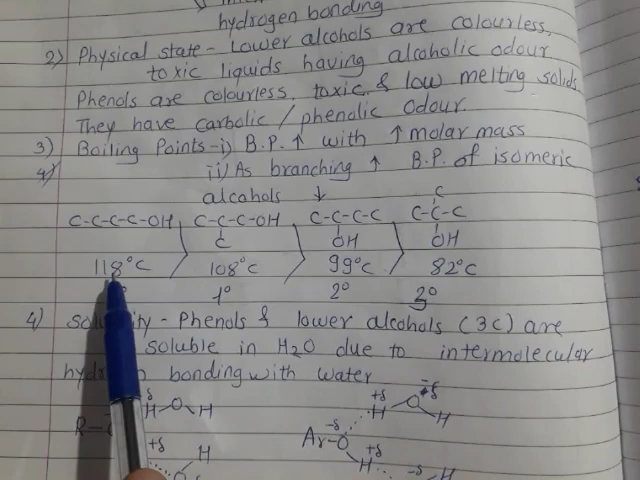 hydrogen bonding
2) Physical state - Lower alcohols are colourless,
toxic liquids having alcoholic odour
Phenols are colourless, toxic & low melting solids.
They have carbolic / phenolic Odour.
3) Boiling Points - i) B.P. ↑ with ↑ molar mass
4) ii) As branching ↑ B.P. of isomeric
alcohols ↓
C
C-C-C-C-OH C-C-C-OH C-C-C-C C-C-C
C OH OH
118°C > 108°C > 99°C > 82°C
1° 2° 3°
4) - Phenols & lower alcohols (3C) are
soluble in H2O due to intermolecular
bonding with water
+δ -δ +δ
H-O-H H-O-H
R- Ar-O -δ
+δ H H +δ -δ H